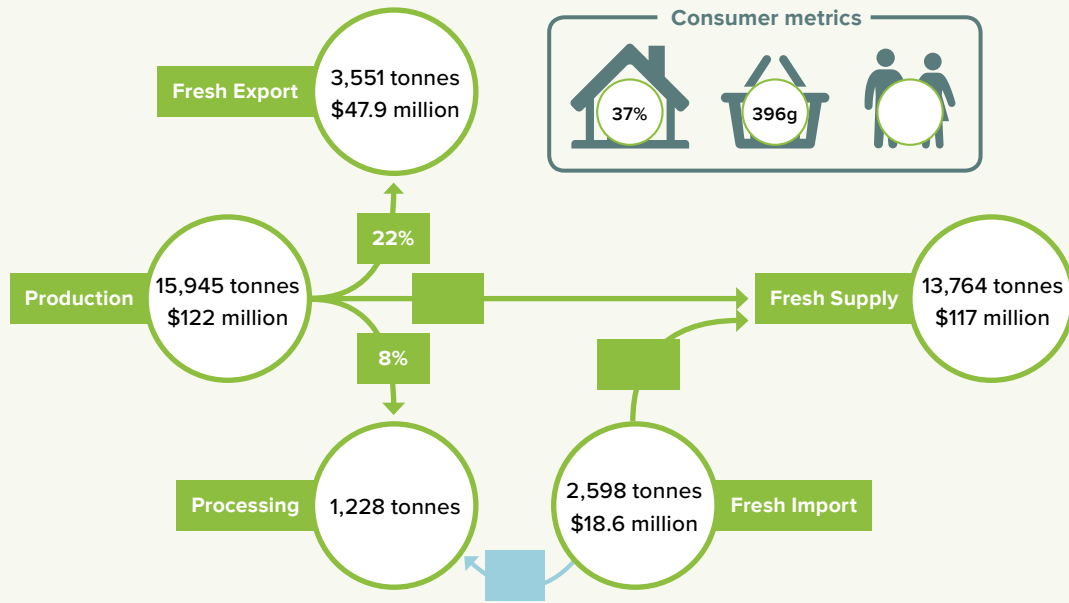 Consumer metrics
37%
396g
Fresh Export
3,551 tonnes
$47.9 million
22%
Production
15,945 tonnes
$122 million
Fresh Supply
13,764 tonnes
$117 million
8%
Processing
1,228 tonnes
2,598 tonnes
$18.6 million
Fresh Import